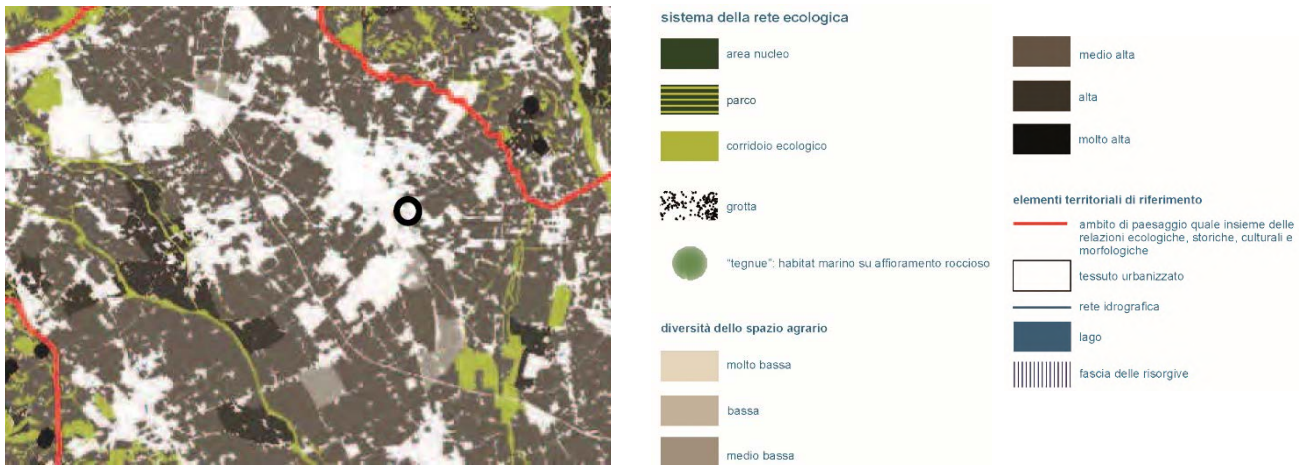 sistema della rete ecologica
area nucleo
parco
corridoio ecologico
grotta
"tegnue": habitat marino su affioramento roccioso
diversità dello spazio agrario
molto bassa
bassa
medio bassa
medio alta
alta
molto alta
elementi territoriali di riferimento
ambito di paesaggio quale insieme delle
relazioni ecologiche, storiche, culturali e
morfologiche
tessuto urbanizzato
rete idrografica
lago
fascia delle risorgive